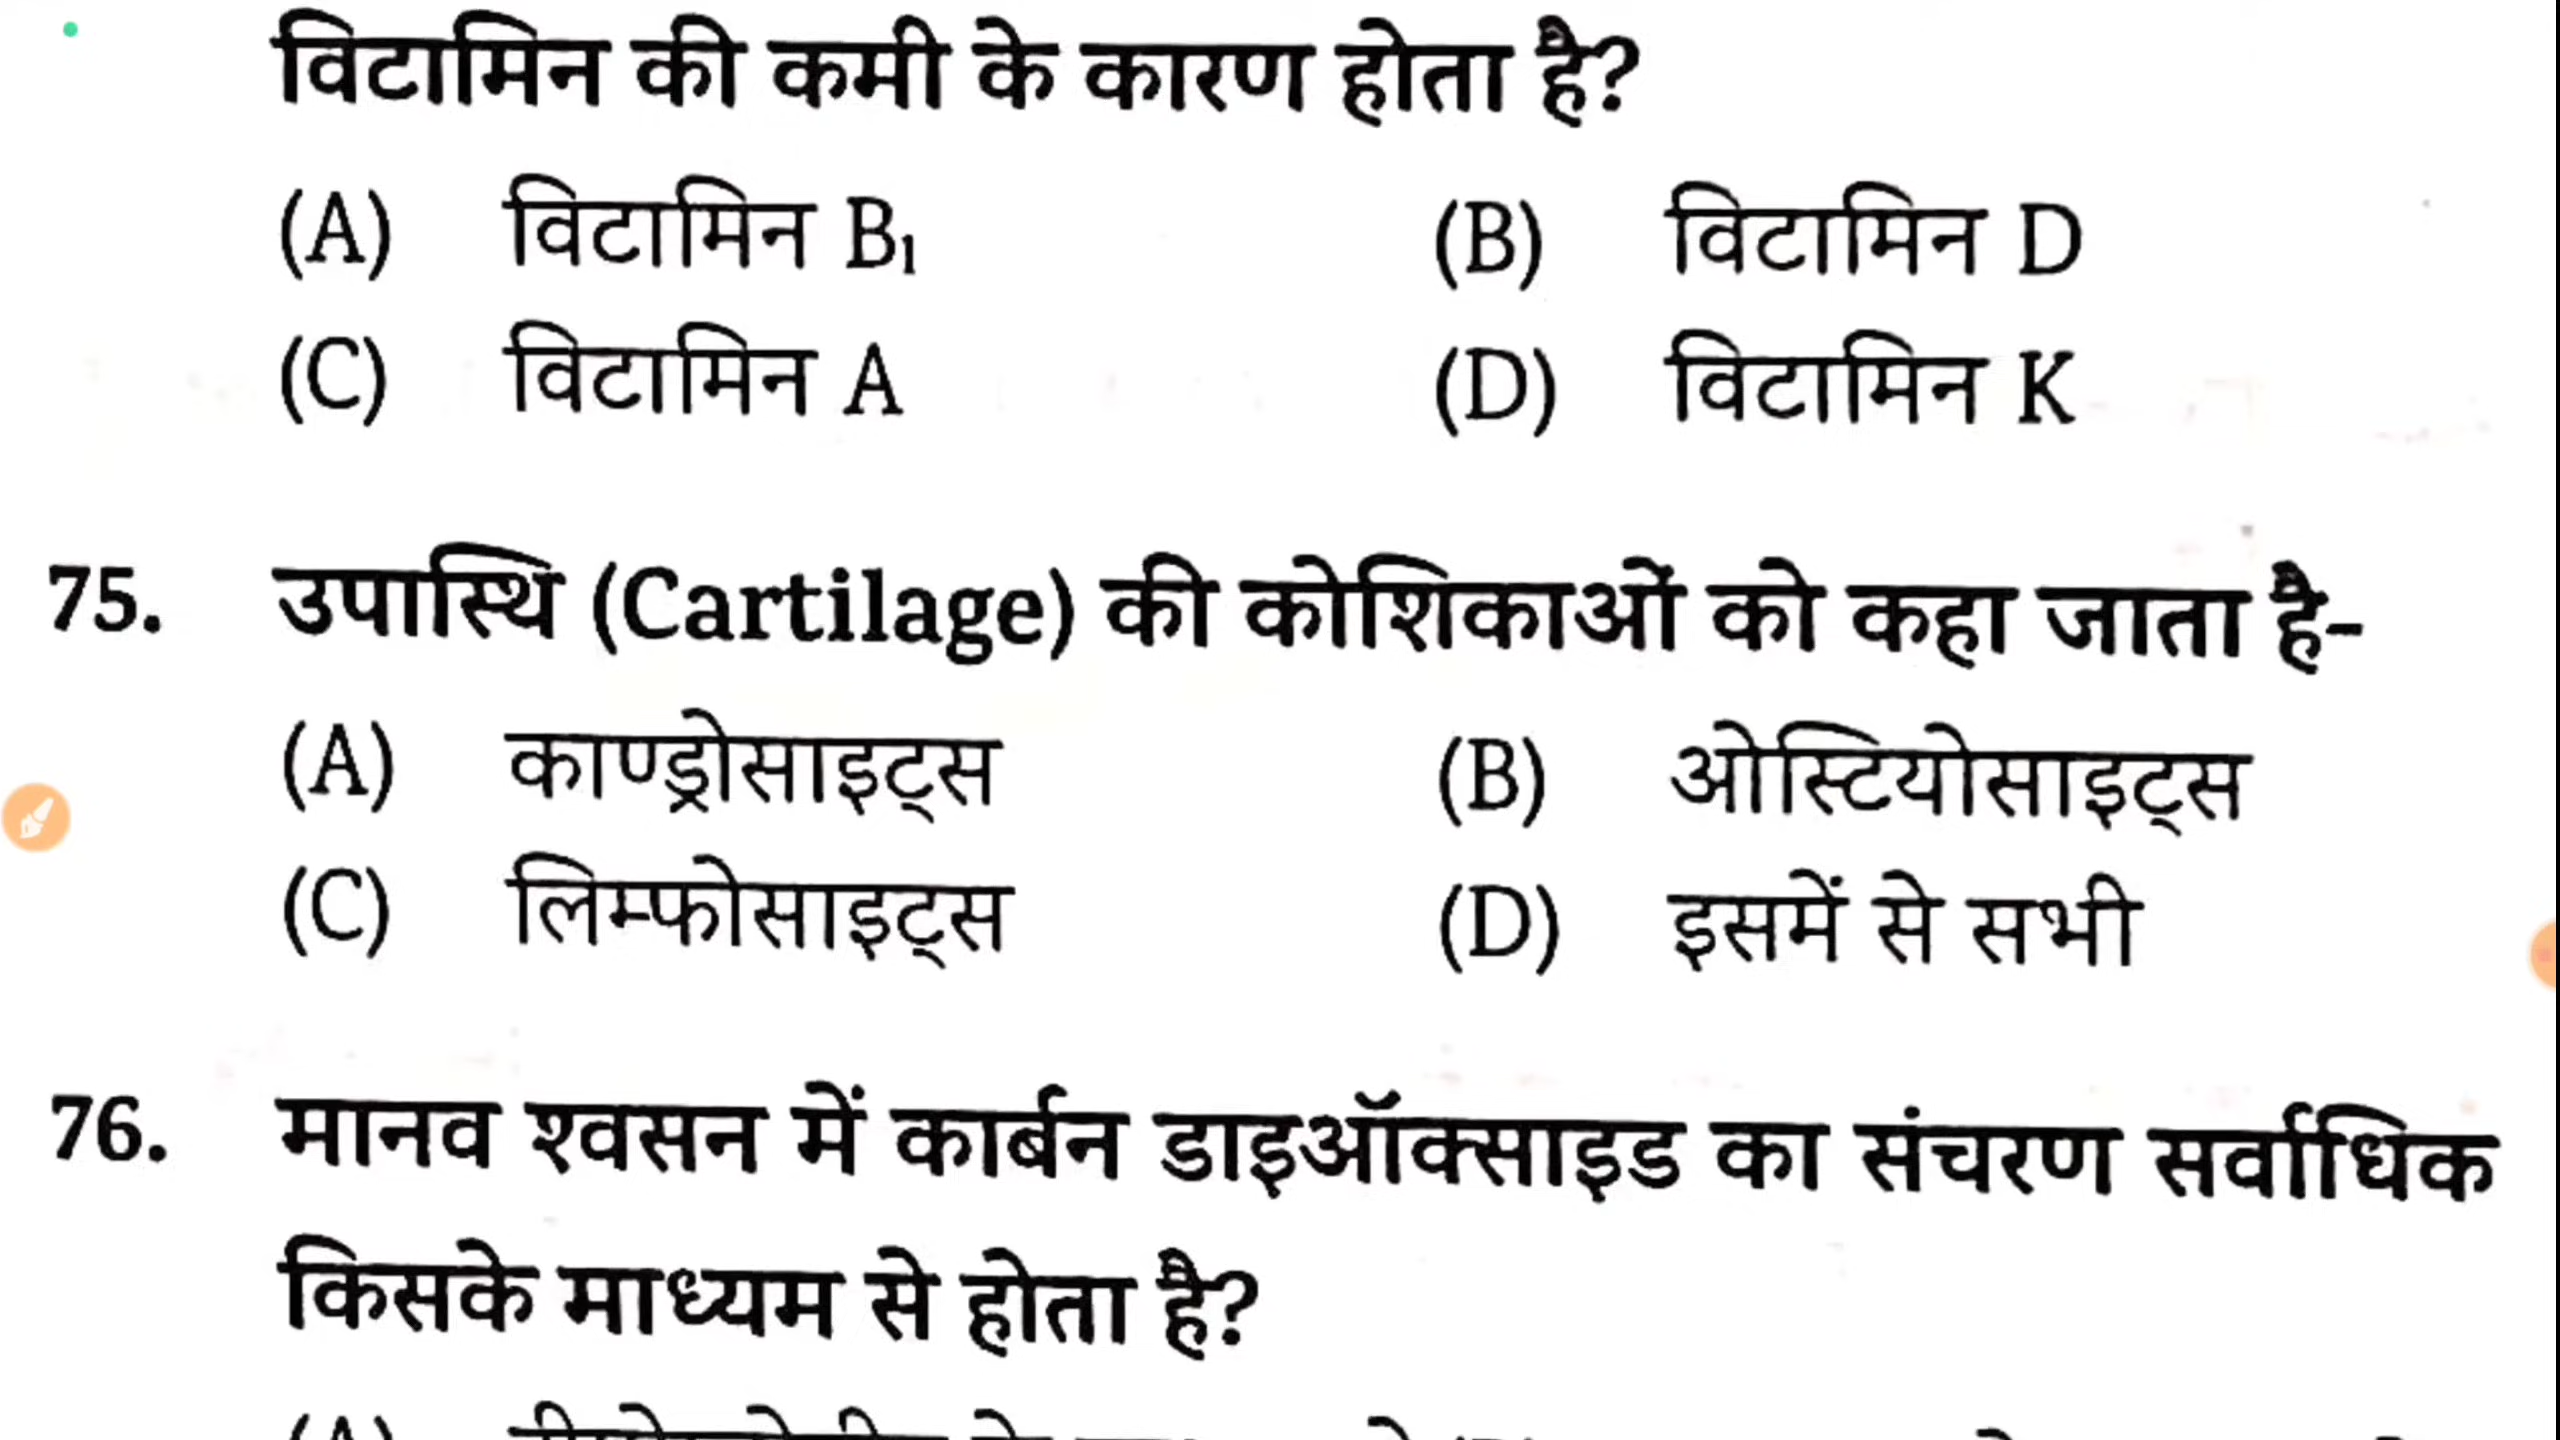 विटामिन की कमी के कारण होता है?
(A) विटामिन B₁ (B) विटामिन D
(C) विटामिन A (D) विटामिन K
75. उपास्थि (Cartilage) की कोशिकाओं को कहा जाता है-
(A) काण्ड्रोसाइट्स (B) ओस्टियोसाइट्स
(C) लिम्फोसाइट्स (D) इसमें से सभी
76. मानव श्वसन में कार्बन डाइऑक्साइड का संचरण सर्वाधिक
किसके माध्यम से होता है?
(A)